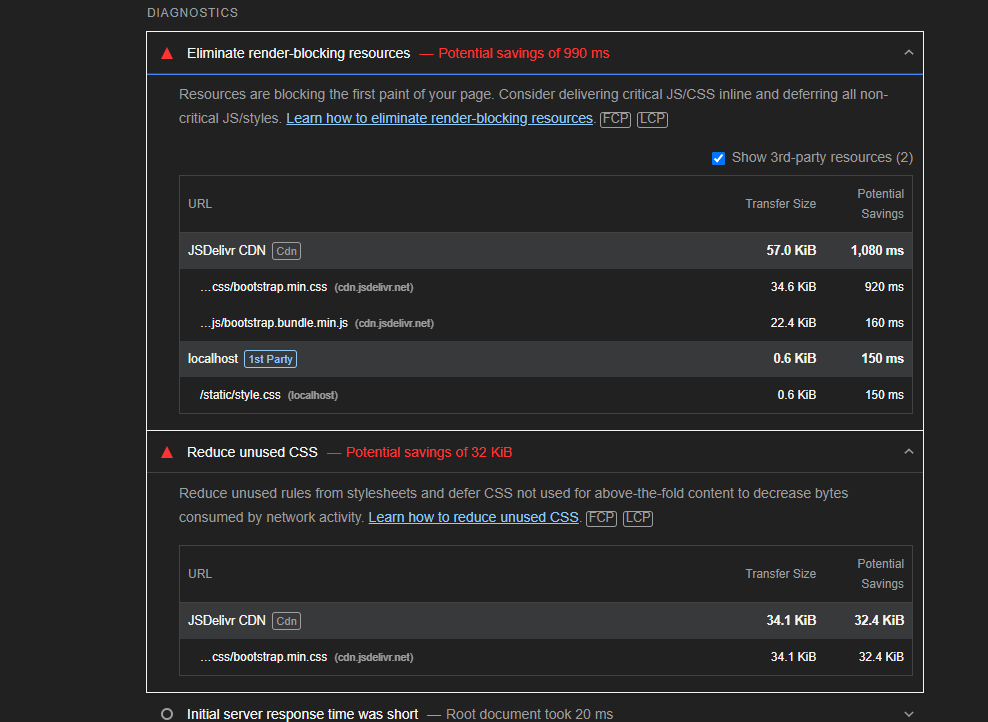 DIAGNOSTICS
Eliminate render-blocking resources — Potential savings of 990 ms
Resources are blocking the first paint of your page. Consider delivering critical JS/CSS inline and deferring all non-
critical JS/styles. Learn how to eliminate render-blocking resources. FCP LCP
Show 3rd-party resources (2)
URL Transfer Size Potential Savings
JSDelivr CDN Cdn 57.0 KiB 1,080 ms
…css/bootstrap.min.css (cdn.jsdelivr.net) 34.6 KiB 920 ms
…js/bootstrap.bundle.min.js (cdn.jsdelivr.net) 22.4 KiB 160 ms
localhost 1st Party 0.6 KiB 150 ms
/static/style.css (localhost) 0.6 KiB 150 ms
Reduce unused CSS — Potential savings of 32 KiB
Reduce unused rules from stylesheets and defer CSS not used for above-the-fold content to decrease bytes
consumed by network activity. Learn how to reduce unused CSS. FCP LCP
URL Transfer Size Potential Savings
JSDelivr CDN Cdn 34.1 KiB 32.4 KiB
…css/bootstrap.min.css (cdn.jsdelivr.net) 34.1 KiB 32.4 KiB
Initial server response time was short — Root document took 20 ms